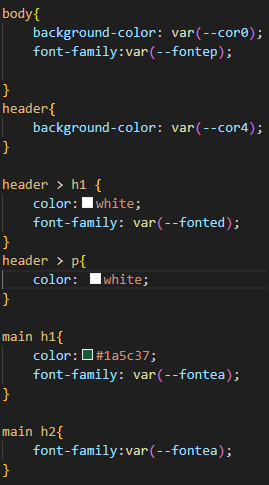 body{
    background-color: var(--cor0);
    font-family:var(--fontep);
}
header{
    background-color: var(--cor4);
}
header > h1 {
    color:white;
    font-family: var(--fonted);
}
header > p{
    color: white;
}
main h1{
    color:#1a5c37;
    font-family: var(--fontea);
}
main h2{
    font-family:var(--fontea);
}